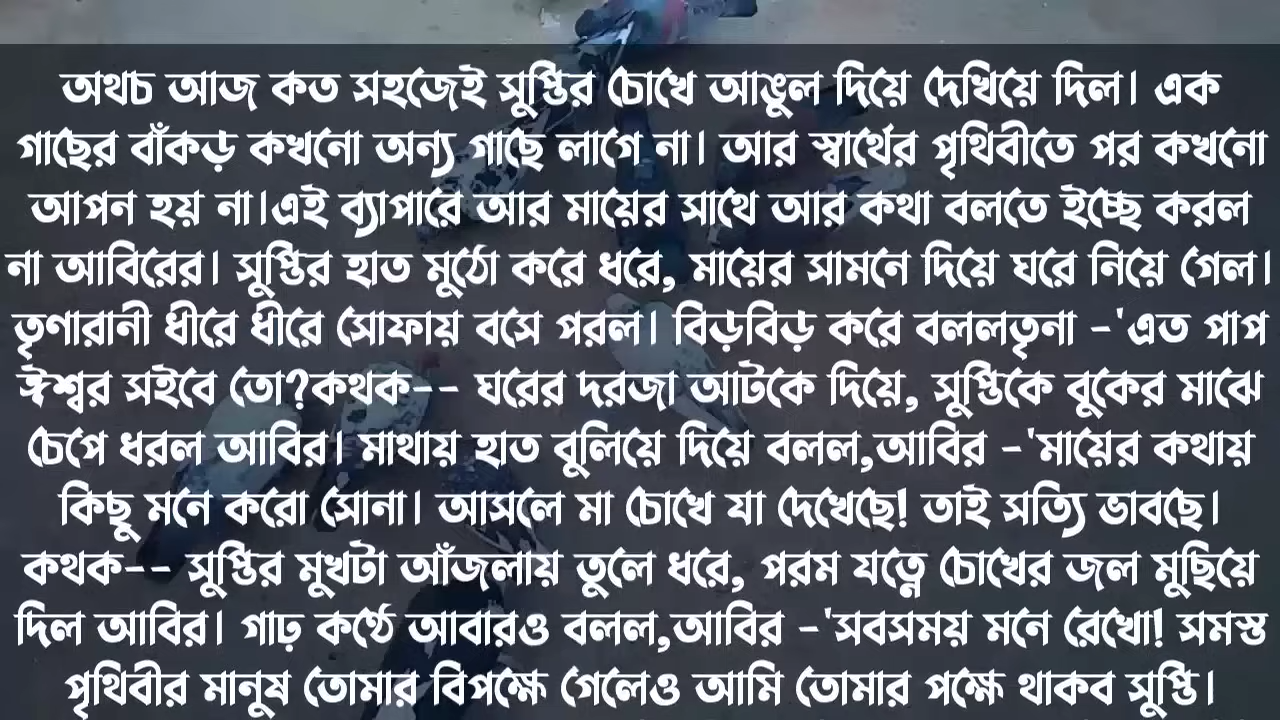 অথচ আজ কত সহজেই সুপ্তির চোখে আঙুল দিয়ে দেখিয়ে দিল। এক
গাছের বাঁকড় কখনো অন্য গাছে লাগে না। আর স্বার্থের পৃথিবীতে পর কখনো
আপন হয় না।এই ব্যাপারে আর মায়ের সাথে আর কথা বলতে ইচ্ছে করল
না আবিরের। সুপ্তির হাত মুঠো করে ধরে, মায়ের সামনে দিয়ে ঘরে নিয়ে গেল।
তৃণারানী ধীরে ধীরে সোফায় বসে পরল। বিড়বিড় করে বললতৃনা -'এত পাপ
ঈশ্বর সইবে তো?কথক-- ঘরের দরজা আটকে দিয়ে, সুপ্তিকে বুকের মাঝে
চেপে ধরল আবির। মাথায় হাত বুলিয়ে দিয়ে বলল,আবির -'মায়ের কথায়
কিছু মনে করো সোনা। আসলে মা চোখে যা দেখেছে! তাই সত্যি ভাবছে।
কথক-- সুপ্তির মুখটা আঁজলায় তুলে ধরে, পরম যত্নে চোখের জল মুছিয়ে
দিল আবির। গাঢ় কণ্ঠে আবারও বলল,আবির -'সবসময় মনে রেখো! সমস্ত
পৃথিবীর মানুষ তোমার বিপক্ষে গেলেও আমি তোমার পক্ষে থাকব সুপ্তি।